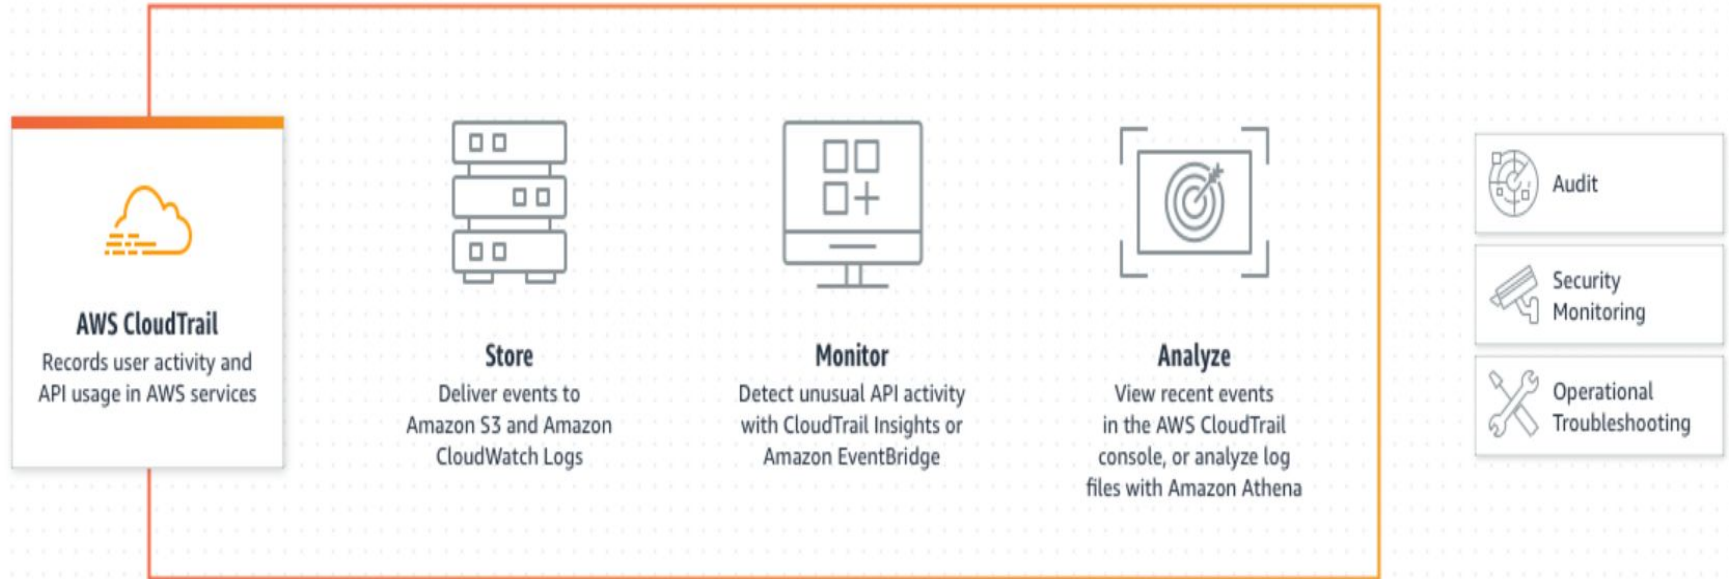 AWS CloudTrail
Records user activity and
API usage in AWS services
Store
Deliver events to
Amazon S3 and Amazon
CloudWatch Logs
Monitor
Detect unusual API activity
with CloudTrail Insights or
Amazon EventBridge
Analyze
View recent events
in the AWS CloudTrail
console, or analyze log
files with Amazon Athena
Audit
Security
Monitoring
Operational
Troubleshooting